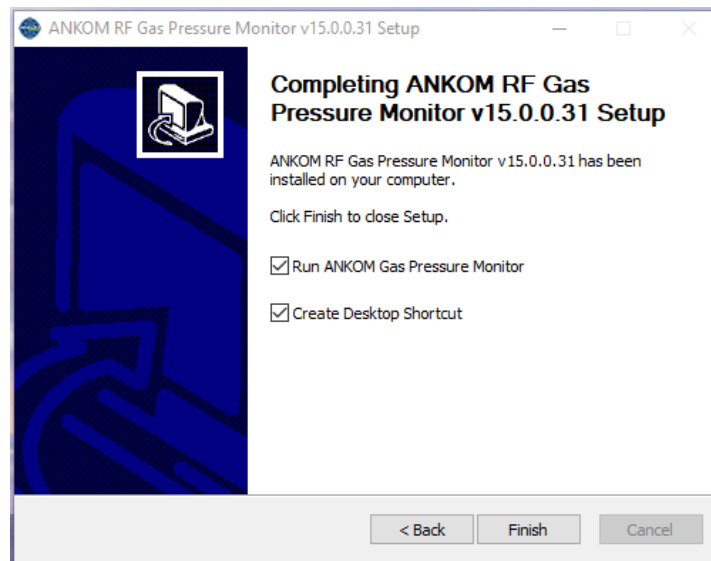 ANKOM RF Gas Pressure Monitor v15.0.0.31 Setup
Completing ANKOM RF Gas
Pressure Monitor v15.0.0.31 Setup
ANKOM RF Gas Pressure Monitor v15.0.0.31 has been
installed on your computer.
Click Finish to close Setup.
Run ANKOM Gas Pressure Monitor
Create Desktop Shortcut
< Back Finish Cancel